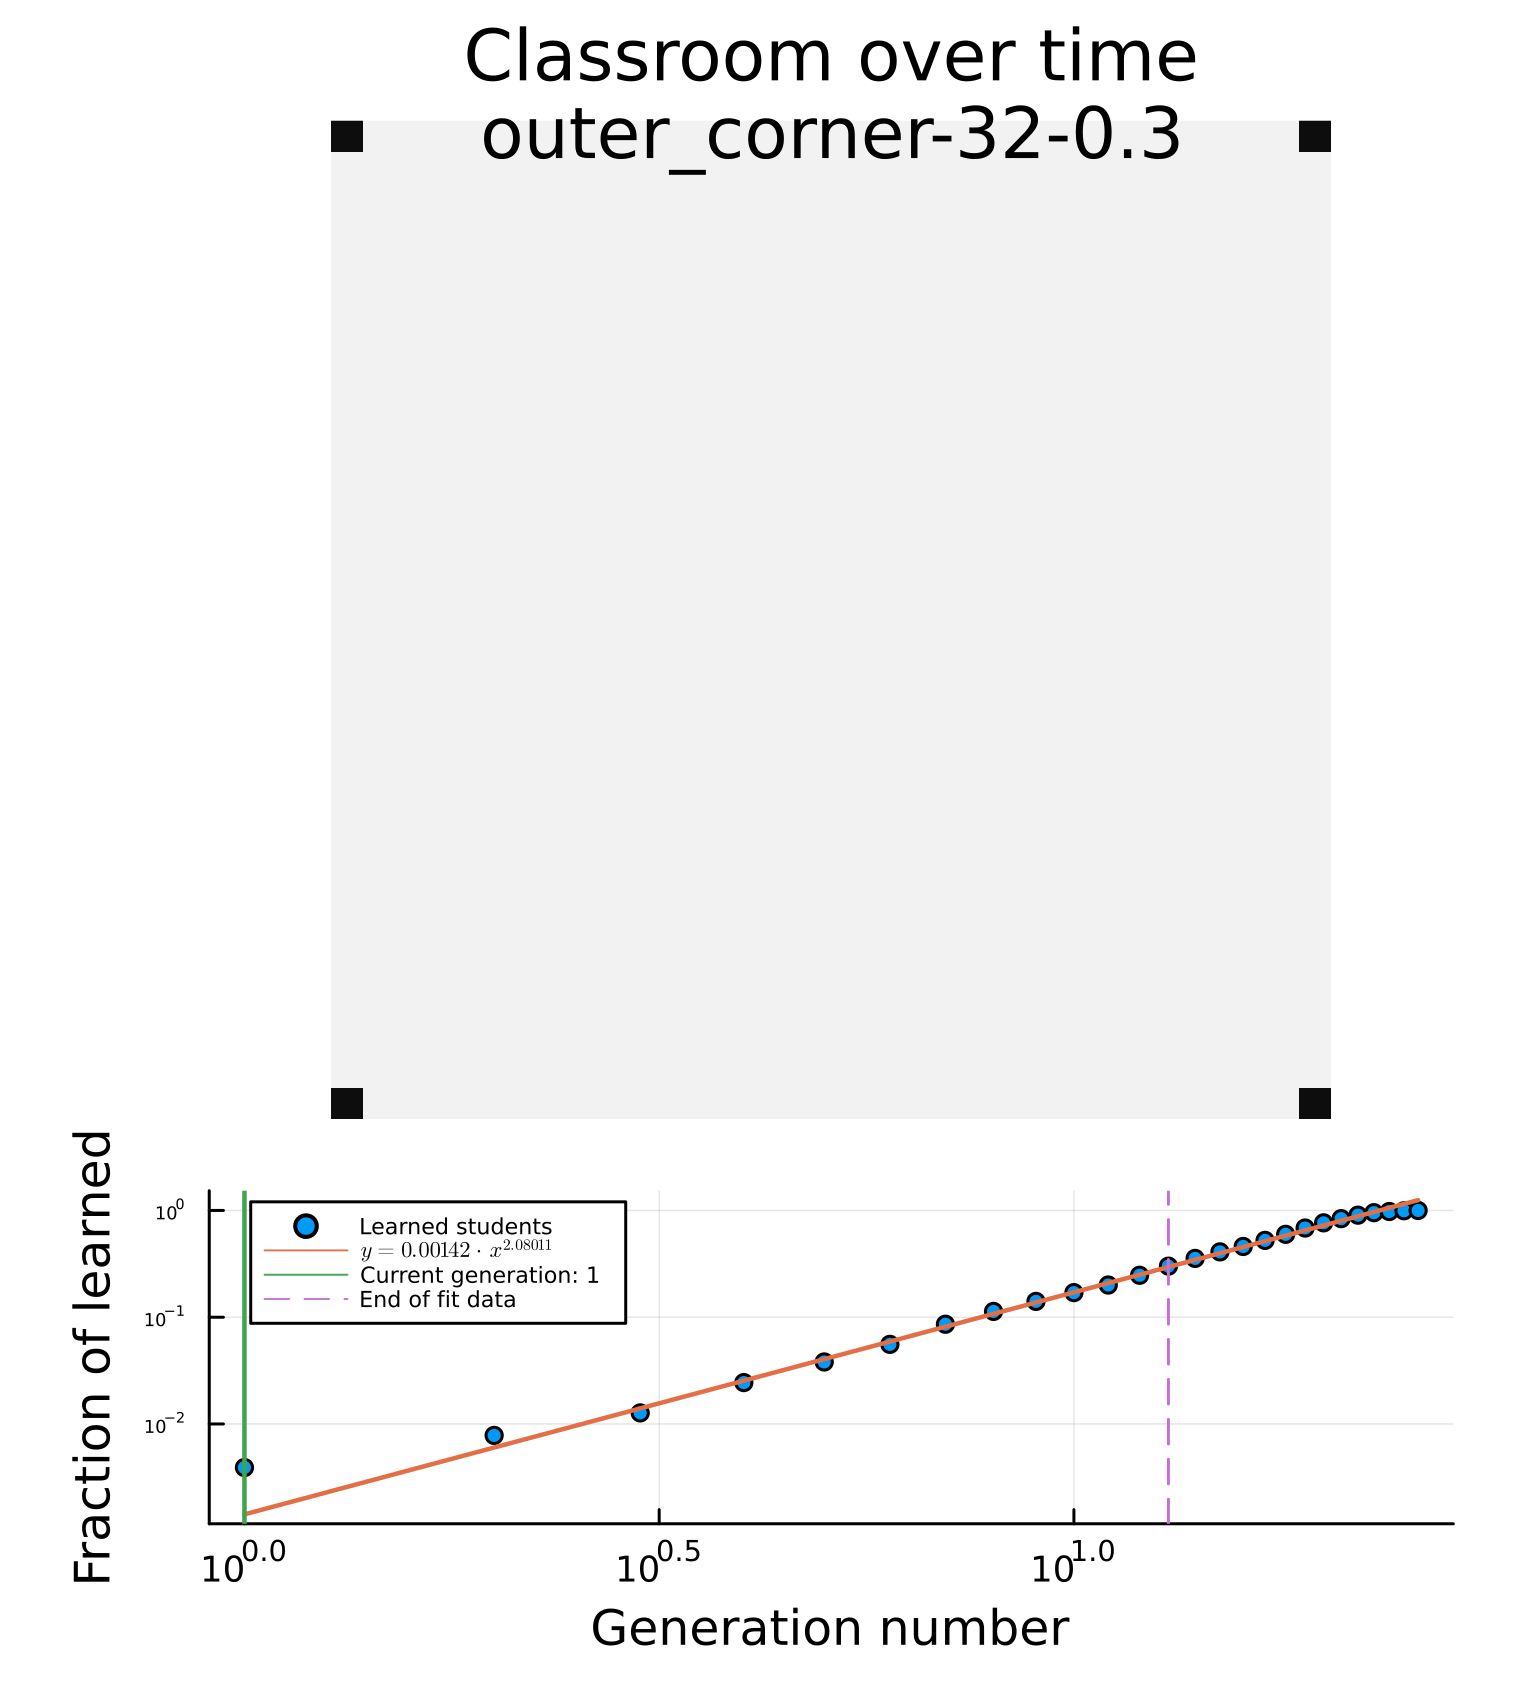 Classroom over time
outer_corner-32-0.3
Fraction of learned
10⁰
10⁻¹
10⁻²
Learned students
y = 0.00142 · x^2.08011
Current generation: 1
End of fit data
10^0.0
10^0.5
10^1.0
Generation number